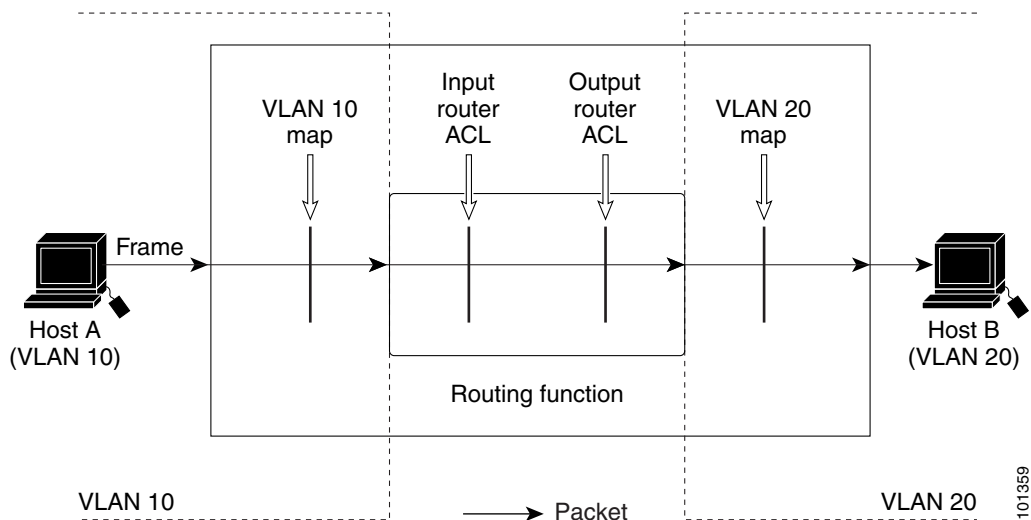 VLAN 10
map
Input
router
ACL
Output
router
ACL
VLAN 20
map
Frame
Host A
(VLAN 10)
Host B
(VLAN 20)
Routing function
VLAN 10
Packet
VLAN 20
101359